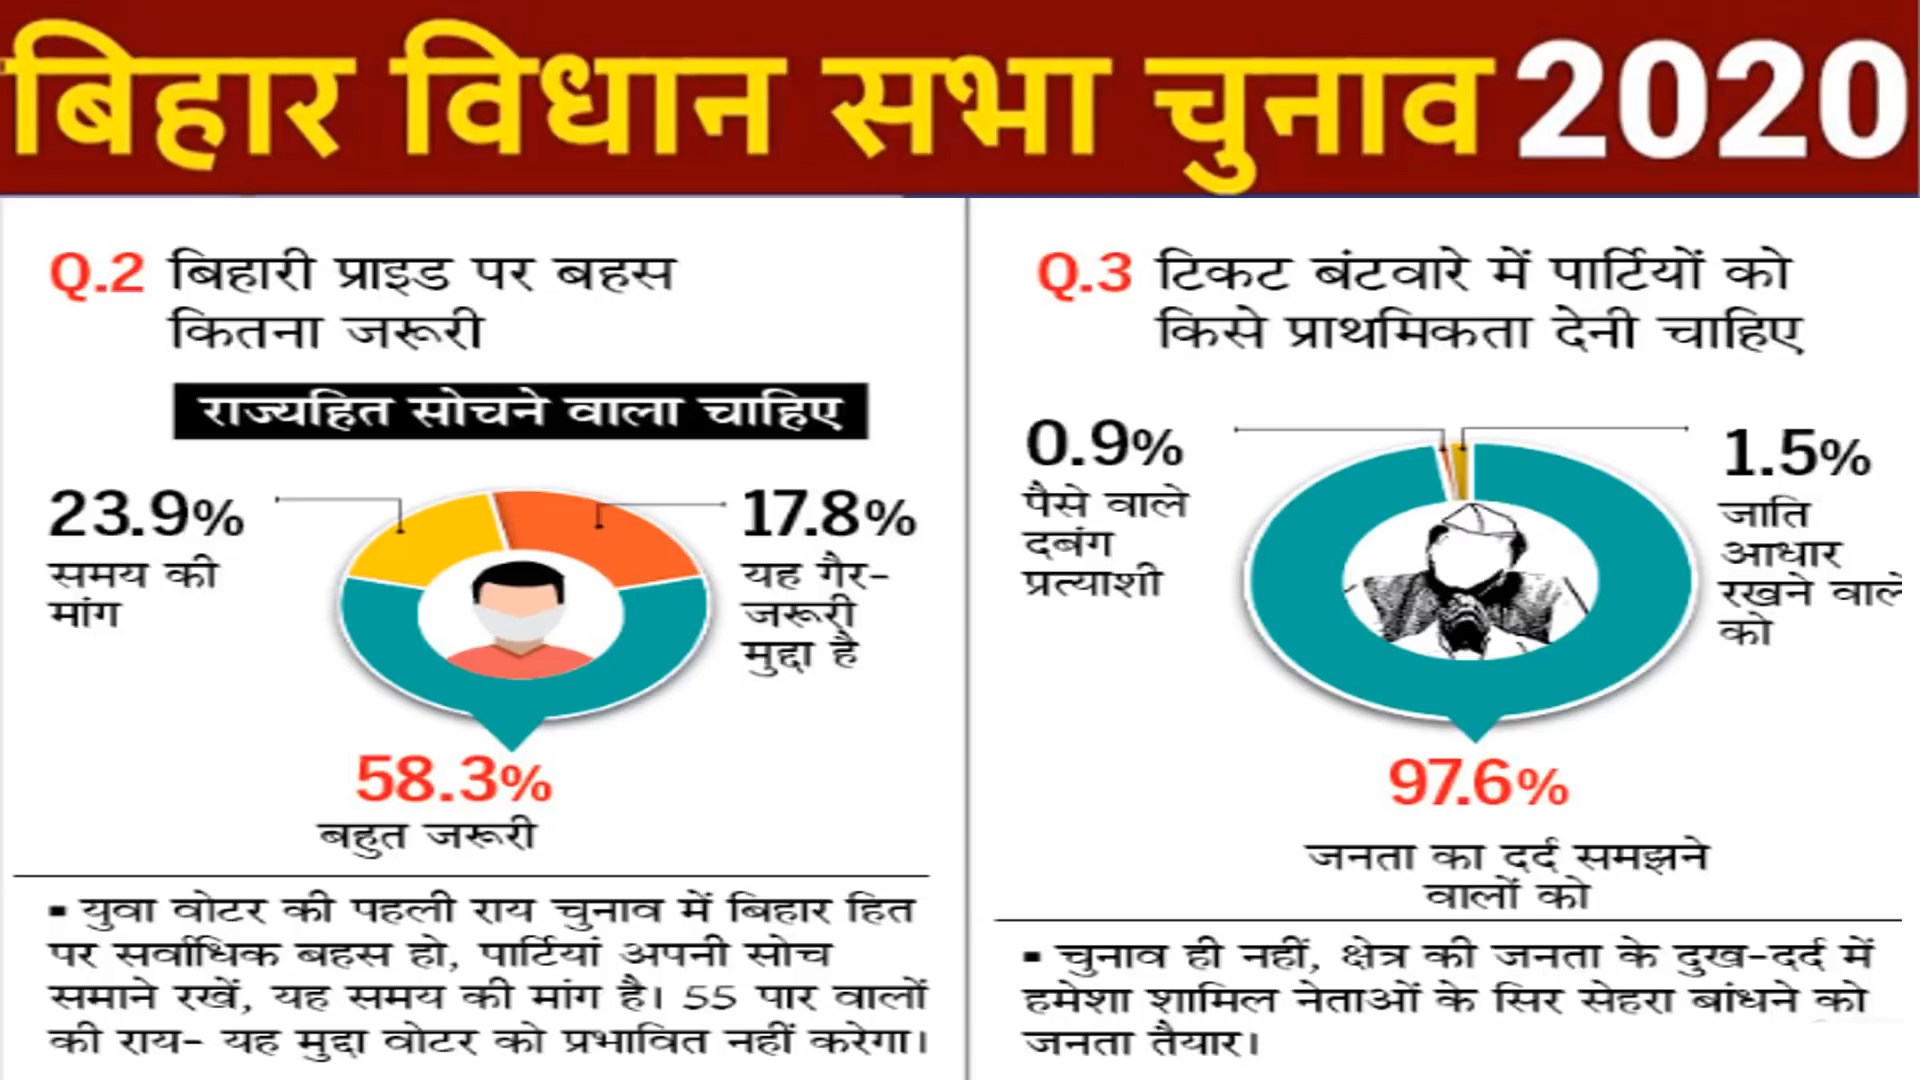 बिहार विधान सभा चुनाव 2020
Q.2 बिहारी प्राइड पर बहस
कितना जरूरी
राज्यहित सोचने वाला चाहिए
23.9%
समय की
मांग
17.8%
यह गैर-
जरूरी
मुद्दा है
58.3%
बहुत जरूरी
▪ युवा वोटर की पहली राय चुनाव में बिहार हित
पर सर्वाधिक बहस हो, पार्टियां अपनी सोच
समाने रखें, यह समय की मांग है। 55 पार वालों
की राय- यह मुद्दा वोटर को प्रभावित नहीं करेगा।
Q.3 टिकट बंटवारे में पार्टियों को
किसे प्राथमिकता देनी चाहिए
0.9%
पैसे वाले
दबंग
प्रत्याशी
1.5%
जाति
आधार
रखने वाले
को
97.6%
जनता का दर्द समझने
वालों को
▪ चुनाव ही नहीं, क्षेत्र की जनता के दुख-दर्द में
हमेशा शामिल नेताओं के सिर सेहरा बांधने को
जनता तैयार।